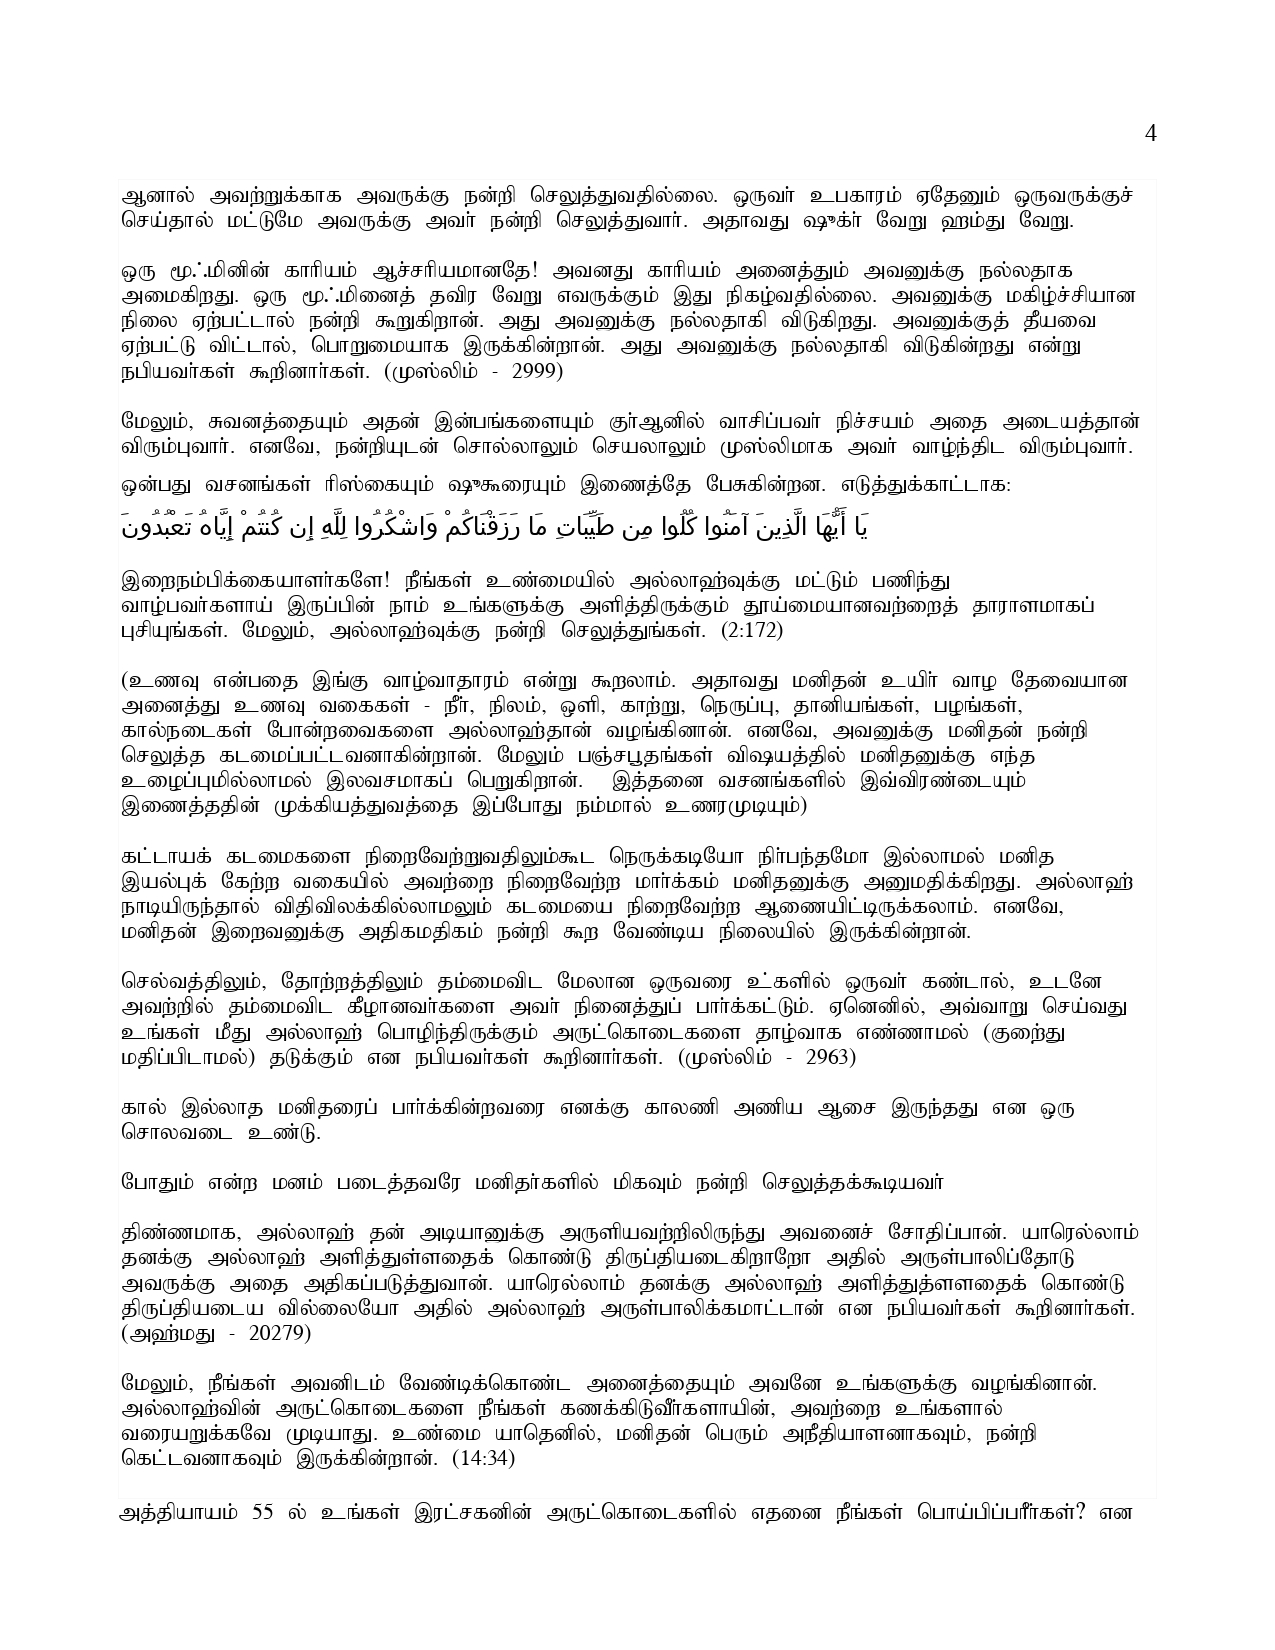 4
ஆனால் அவற்றுக்காக அவருக்கு நன்றி செலுத்துவதில்லை. ஒருவர் உபகாரம் ஏதேனும் ஒருவருக்குச்
செய்தால் மட்டுமே அவருக்கு அவர் நன்றி செலுத்துவார். அதாவது ஷுக்ர் வேறு ஹம்து வேறு.
ஒரு மூஃமினின் காரியம் ஆச்சரியமானதே! அவனது காரியம் அனைத்தும் அவனுக்கு நல்லதாக
அமைகிறது. ஒரு மூஃமினைத் தவிர வேறு எவருக்கும் இது நிகழ்வதில்லை. அவனுக்கு மகிழ்ச்சியான
நிலை ஏற்பட்டால் நன்றி கூறுகிறான். அது அவனுக்கு நல்லதாகி விடுகிறது. அவனுக்குத் தீயவை
ஏற்பட்டு விட்டால், பொறுமையாக இருக்கின்றான். அது அவனுக்கு நல்லதாகி விடுகின்றது என்று
நபியவர்கள் கூறினார்கள். (முஸ்லிம் - 2999)
மேலும், சுவனத்தையும் அதன் இன்பங்களையும் குர்ஆனில் வாசிப்பவர் நிச்சயம் அதை அடையத்தான்
விரும்புவார். எனவே, நன்றியுடன் சொல்லாலும் செயலாலும் முஸ்லிமாக அவர் வாழ்ந்திட விரும்புவார்.
ஒன்பது வசனங்கள் ரிஸ்கையும் ஷுகூரையும் இணைத்தே பேசுகின்றன. எடுத்துக்காட்டாக:
يَا أَيُّهَا الَّذِينَ آمَنُوا كُلُوا مِن طَيِّبَاتِ مَا رَزَقْنَاكُمْ وَاشْكُرُوا لِلَّهِ إِن كُنتُمْ إِيَّاهُ تَعْبُدُونَ
இறைநம்பிக்கையாளர்களே! நீங்கள் உண்மையில் அல்லாஹ்வுக்கு மட்டும் பணிந்து
வாழ்பவர்களாய் இருப்பின் நாம் உங்களுக்கு அளித்திருக்கும் தூய்மையானவற்றைத் தாராளமாகப்
புசியுங்கள். மேலும், அல்லாஹ்வுக்கு நன்றி செலுத்துங்கள். (2:172)
(உணவு என்பதை இங்கு வாழ்வாதாரம் என்று கூறலாம். அதாவது மனிதன் உயிர் வாழ தேவையான
அனைத்து உணவு வகைகள் - நீர், நிலம், ஒளி, காற்று, நெருப்பு, தானியங்கள், பழங்கள்,
கால்நடைகள் போன்றவைகளை அல்லாஹ்தான் வழங்கினான். எனவே, அவனுக்கு மனிதன் நன்றி
செலுத்த கடமைப்பட்டவனாகின்றான். மேலும் பஞ்சபூதங்கள் விஷயத்தில் மனிதனுக்கு எந்த
உழைப்புமில்லாமல் இலவசமாகப் பெறுகிறான். இத்தனை வசனங்களில் இவ்விரண்டையும்
இணைத்ததின் முக்கியத்துவத்தை இப்போது நம்மால் உணரமுடியும்)
கட்டாயக் கடமைகளை நிறைவேற்றுவதிலும்கூட நெருக்கடியோ நிர்பந்தமோ இல்லாமல் மனித
இயல்புக் கேற்ற வகையில் அவற்றை நிறைவேற்ற மார்க்கம் மனிதனுக்கு அனுமதிக்கிறது. அல்லாஹ்
நாடியிருந்தால் விதிவிலக்கில்லாமலும் கடமையை நிறைவேற்ற ஆணையிட்டிருக்கலாம். எனவே,
மனிதன் இறைவனுக்கு அதிகமதிகம் நன்றி கூற வேண்டிய நிலையில் இருக்கின்றான்.
செல்வத்திலும், தோற்றத்திலும் தம்மைவிட மேலான ஒருவரை உ்களில் ஒருவர் கண்டால், உடனே
அவற்றில் தம்மைவிட கீழானவர்களை அவர் நினைத்துப் பார்க்கட்டும். ஏனெனில், அவ்வாறு செய்வது
உங்கள் மீது அல்லாஹ் பொழிந்திருக்கும் அருட்கொடைகளை தாழ்வாக எண்ணாமல் (குறைந்து
மதிப்பிடாமல்) தடுக்கும் என நபியவர்கள் கூறினார்கள். (முஸ்லிம் - 2963)
கால் இல்லாத மனிதரைப் பார்க்கின்றவரை எனக்கு காலணி அணிய ஆசை இருந்தது என ஒரு
சொலவடை உண்டு.
போதும் என்ற மனம் படைத்தவரே மனிதர்களில் மிகவும் நன்றி செலுத்தக்கூடியவர்
திண்ணமாக, அல்லாஹ் தன் அடியானுக்கு அருளியவற்றிலிருந்து அவனைச் சோதிப்பான். யாரெல்லாம்
தனக்கு அல்லாஹ் அளித்துள்ளதைக் கொண்டு திருப்தியடைகிறாறோ அதில் அருள்பாலிப்தோடு
அவருக்கு அதை அதிகப்படுத்துவான். யாரெல்லாம் தனக்கு அல்லாஹ் அளித்துத்ளளதைக் கொண்டு
திருப்தியடைய வில்லையோ அதில் அல்லாஹ் அருள்பாலிக்கமாட்டான் என நபியவர்கள் கூறினார்கள்.
(அஹ்மது - 20279)
மேலும், நீங்கள் அவனிடம் வேண்டிக்கொண்ட அனைத்தையும் அவனே உங்களுக்கு வழங்கினான்.
அல்லாஹ்வின் அருட்கொடைகளை நீங்கள் கணக்கிடுவீர்களாயின், அவற்றை உங்களால்
வரையறுக்கவே முடியாது. உண்மை யாதெனில், மனிதன் பெரும் அநீதியாளனாகவும், நன்றி
கெட்டவனாகவும் இருக்கின்றான். (14:34)
அத்தியாயம் 55 ல் உங்கள் இரட்சகனின் அருட்கொடைகளில் எதனை நீங்கள் பொய்பிப்பரீர்கள்? என